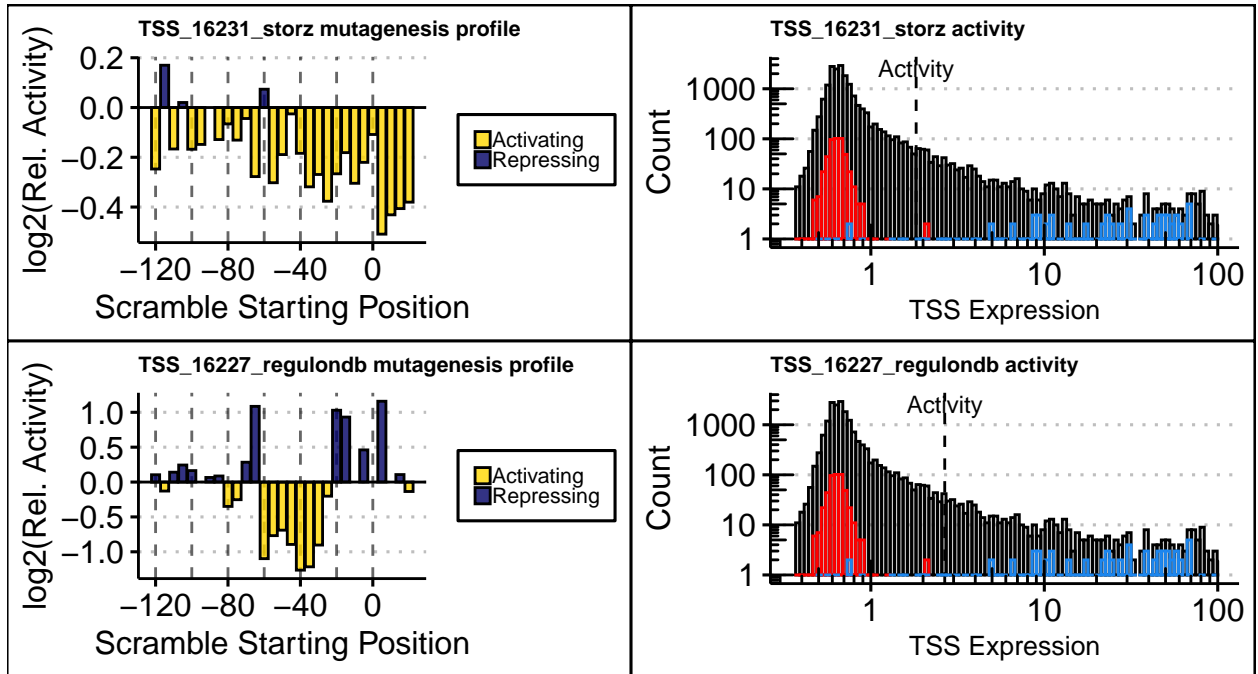 TSS_16231_storz mutagenesis profile
log2(Rel. Activity)
0.2
0.0
−0.2
−0.4
−120 −80 −40 0
Scramble Starting Position
Activating
Repressing
TSS_16231_storz activity
Activity
Count
1000
100
10
1
1 10 100
TSS Expression
TSS_16227_regulondb mutagenesis profile
log2(Rel. Activity)
1.0
0.5
0.0
−0.5
−1.0
−120 −80 −40 0
Scramble Starting Position
Activating
Repressing
TSS_16227_regulondb activity
Activity
Count
1000
100
10
1
1 10 100
TSS Expression